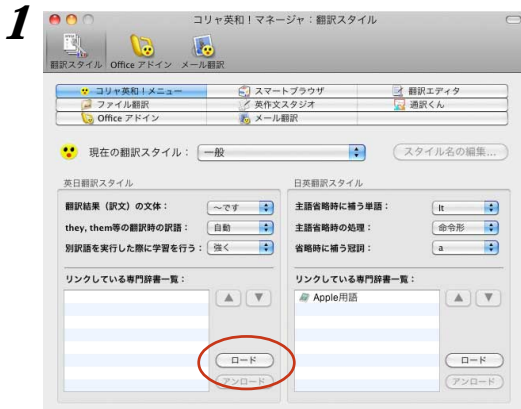 1
コリャ英和！マネージャ：翻訳スタイル
翻訳スタイル Office アドイン メール翻訳
コリャ英和！メニュー スマートブラウザ 翻訳エディタ
ファイル翻訳 英作文スタジオ 通訳くん
Office アドイン メール翻訳
現在の翻訳スタイル： 一般 スタイル名の編集...
英日翻訳スタイル
翻訳結果（訳文）の文体： 〜です
they, them等の翻訳時の訳語： 自動
別訳語を実行した際に学習を行う： 強く
リンクしている専門辞書一覧：
ロード
アンロード
日英翻訳スタイル
主語省略時に補う単語： It
主語省略時の処理： 命令形
省略時に補う冠詞： a
リンクしている専門辞書一覧：
Apple用語
ロード
アンロード